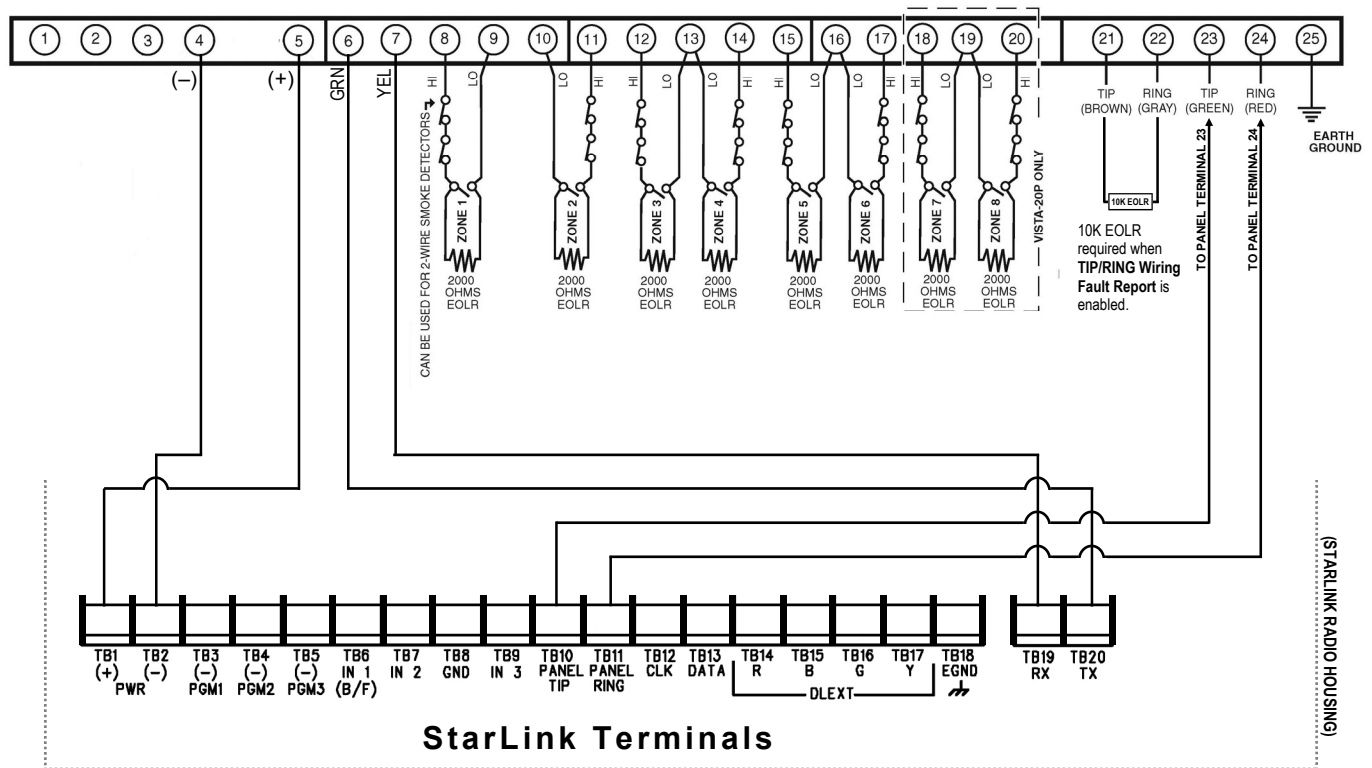 1 2 3 4 5 6 7 8 9 10 11 12 13 14 15 16 17 18 19 20 21 22 23 24 25
(−) (+) GRN YEL
HI LO LO HI HI LO LO HI HI LO LO HI HI LO LO HI
TIP (BROWN)
RING (GRAY)
TIP (GREEN)
RING (RED)
EARTH
GROUND
CAN BE USED FOR 2-WIRE SMOKE DETECTORS
ZONE 1
2000
OHMS
EOLR
ZONE 2
2000
OHMS
EOLR
ZONE 3
2000
OHMS
EOLR
ZONE 4
2000
OHMS
EOLR
ZONE 5
2000
OHMS
EOLR
ZONE 6
2000
OHMS
EOLR
ZONE 7
2000
OHMS
EOLR
ZONE 8
2000
OHMS
EOLR
VISTA-20P ONLY
10K EOLR
10K EOLR
required when
TIP/RING Wiring
Fault Report is
enabled.
TO PANEL TERMINAL 23
TO PANEL TERMINAL 24
(STARLINK RADIO HOUSING)
TB1 TB2 TB3 TB4 TB5 TB6 TB7 TB8 TB9 TB10 TB11 TB12 TB13 TB14 TB15 TB16 TB17 TB18 TB19 TB20
(+) (−) (−) (−) (−) IN 1 IN 2 GND IN 3 PANEL PANEL CLK DATA R B G Y EGND RX TX
PWR PGM1 PGM2 PGM3 (B/F) TIP RING DLEXT
StarLink Terminals